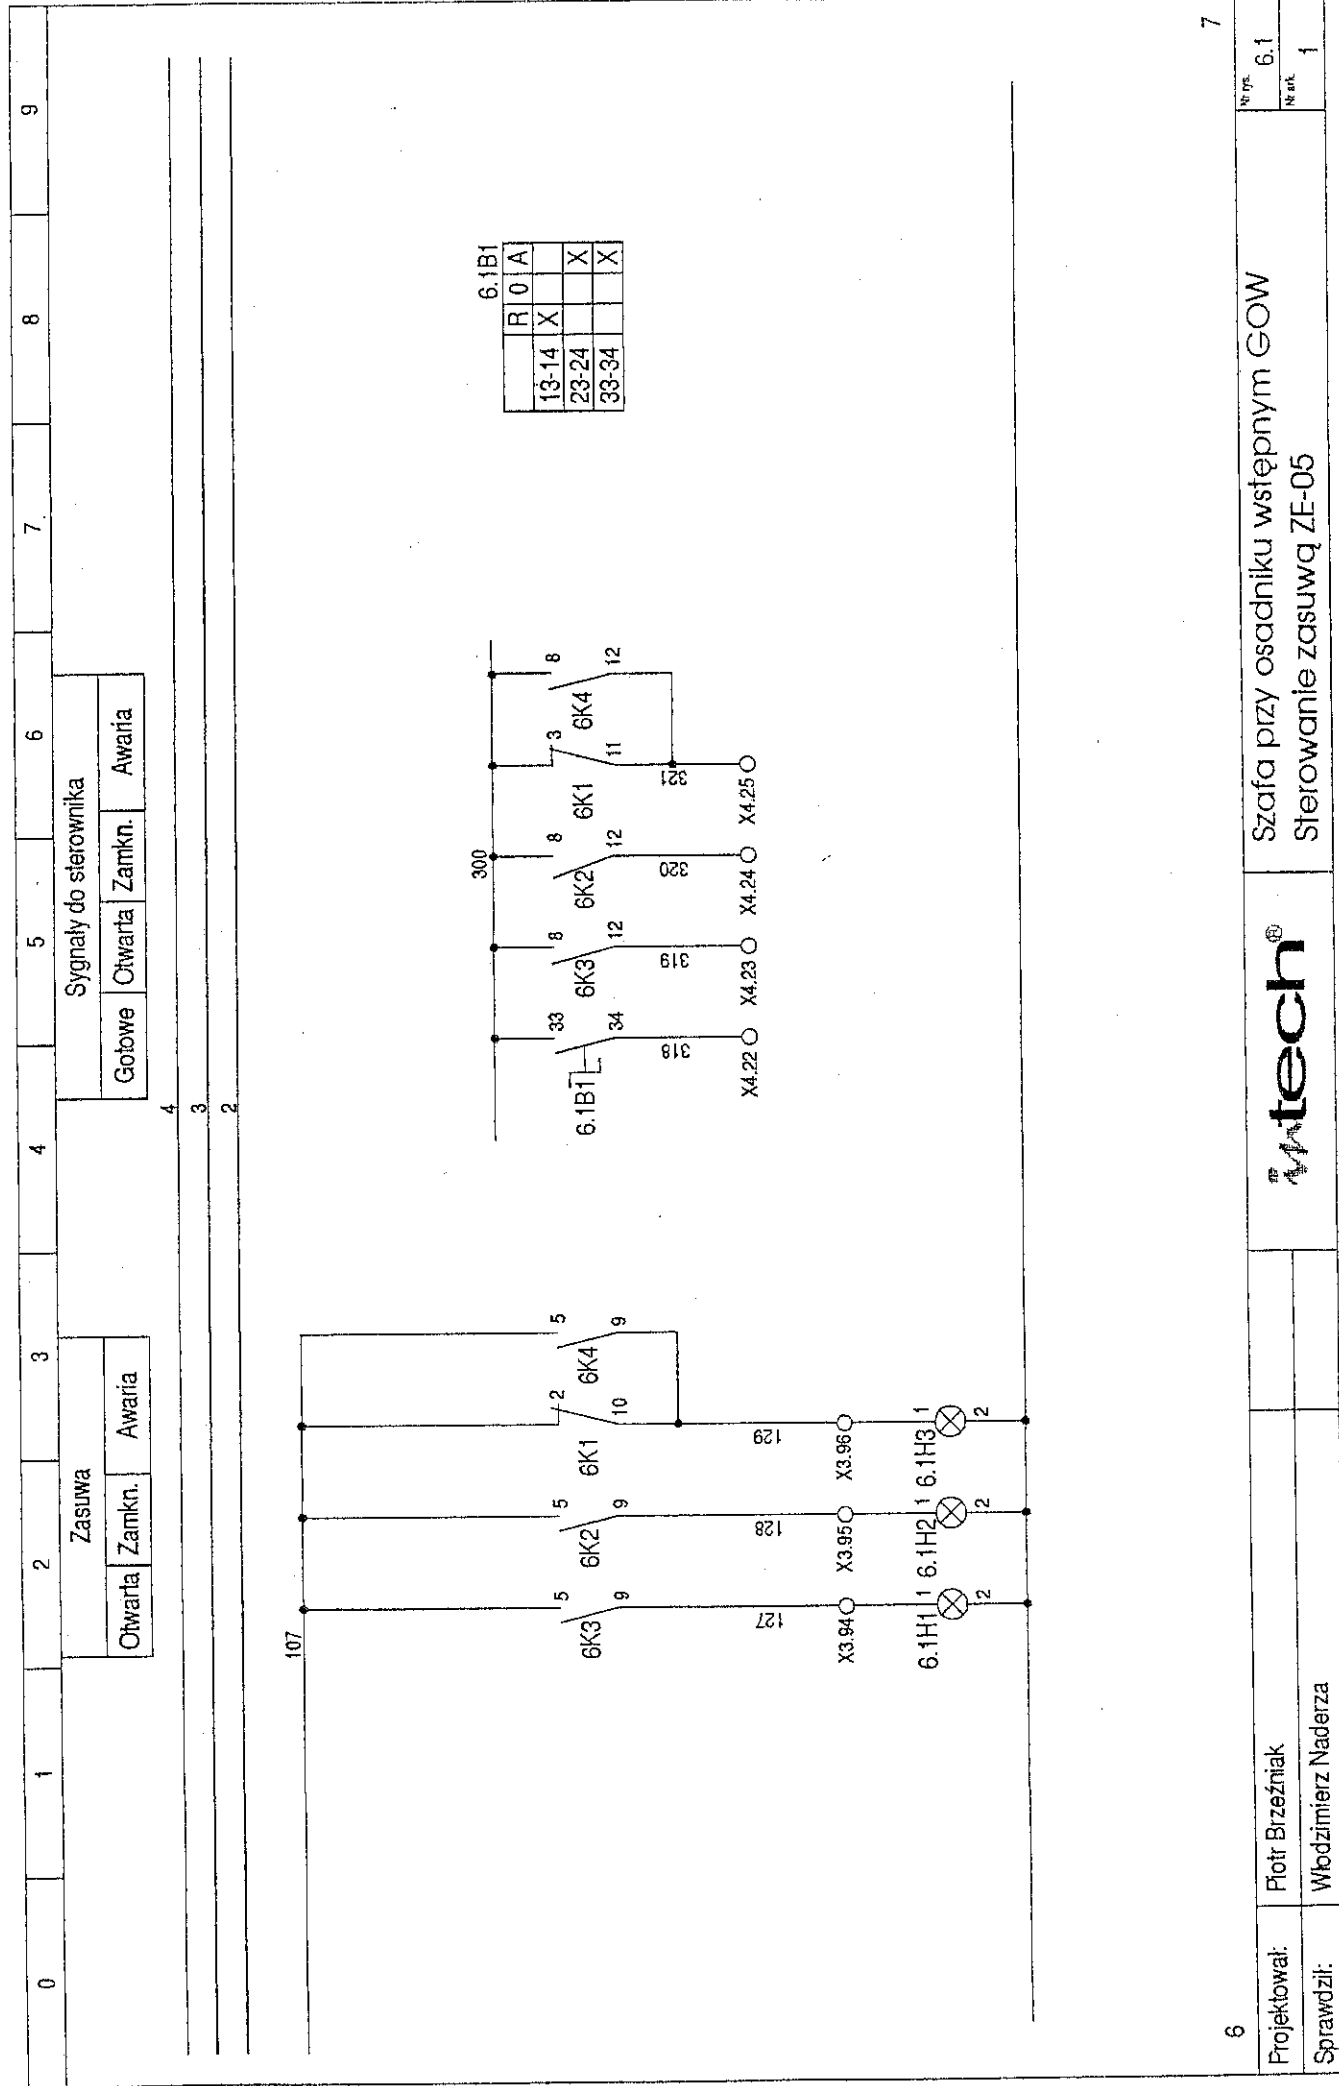 0 1 2 3 4 5 6 7 8 9
Zasuwa
Otwarta Zamkn. Awaria
Sygnały do sterownika
Gotowe Otwarta Zamkn. Awaria
4
3
2
107
5 5 2 5
6K3 6K2 6K1 6K4
9 9 10 9
127 128 129
X3.94 X3.95 X3.96
6.1H1 1 6.1H2 1 6.1H3 1
2 2 2
300
33 8 8 3 8
6.1B1 6K3 6K2 6K1 6K4
34 12 12 11 12
318 319 320 321
X4.22 X4.23 X4.24 X4.25
6.1B1
R 0 A
13-14 X
23-24 X
33-34 X
6 7
Projektował: Piotr Brzeźniak
Sprawdził: Włodzimierz Naderza
intech®
Szafa przy osadniku wstępnym GOW
Sterowanie zasuwą ZE-05
Nr rys. 6.1
Nr ark. 1